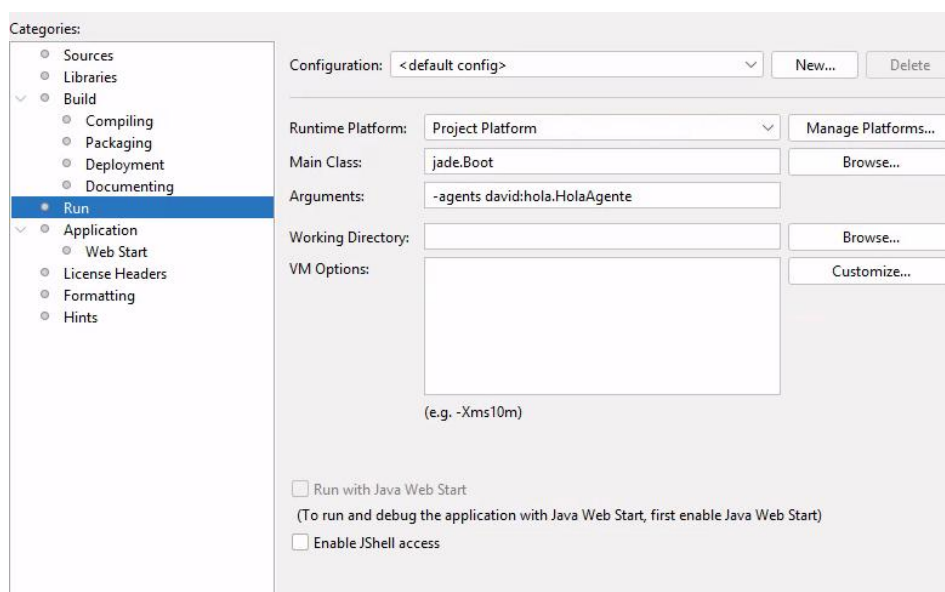 Categories:
Sources
Libraries
Build
Compiling
Packaging
Deployment
Documenting
Run
Application
Web Start
License Headers
Formatting
Hints
Configuration: <default config> New... Delete
Runtime Platform: Project Platform Manage Platforms...
Main Class: jade.Boot Browse...
Arguments: -agents david:hola.HolaAgente
Working Directory: Browse...
VM Options: Customize...
(e.g. -Xms10m)
Run with Java Web Start
(To run and debug the application with Java Web Start, first enable Java Web Start)
Enable JShell access